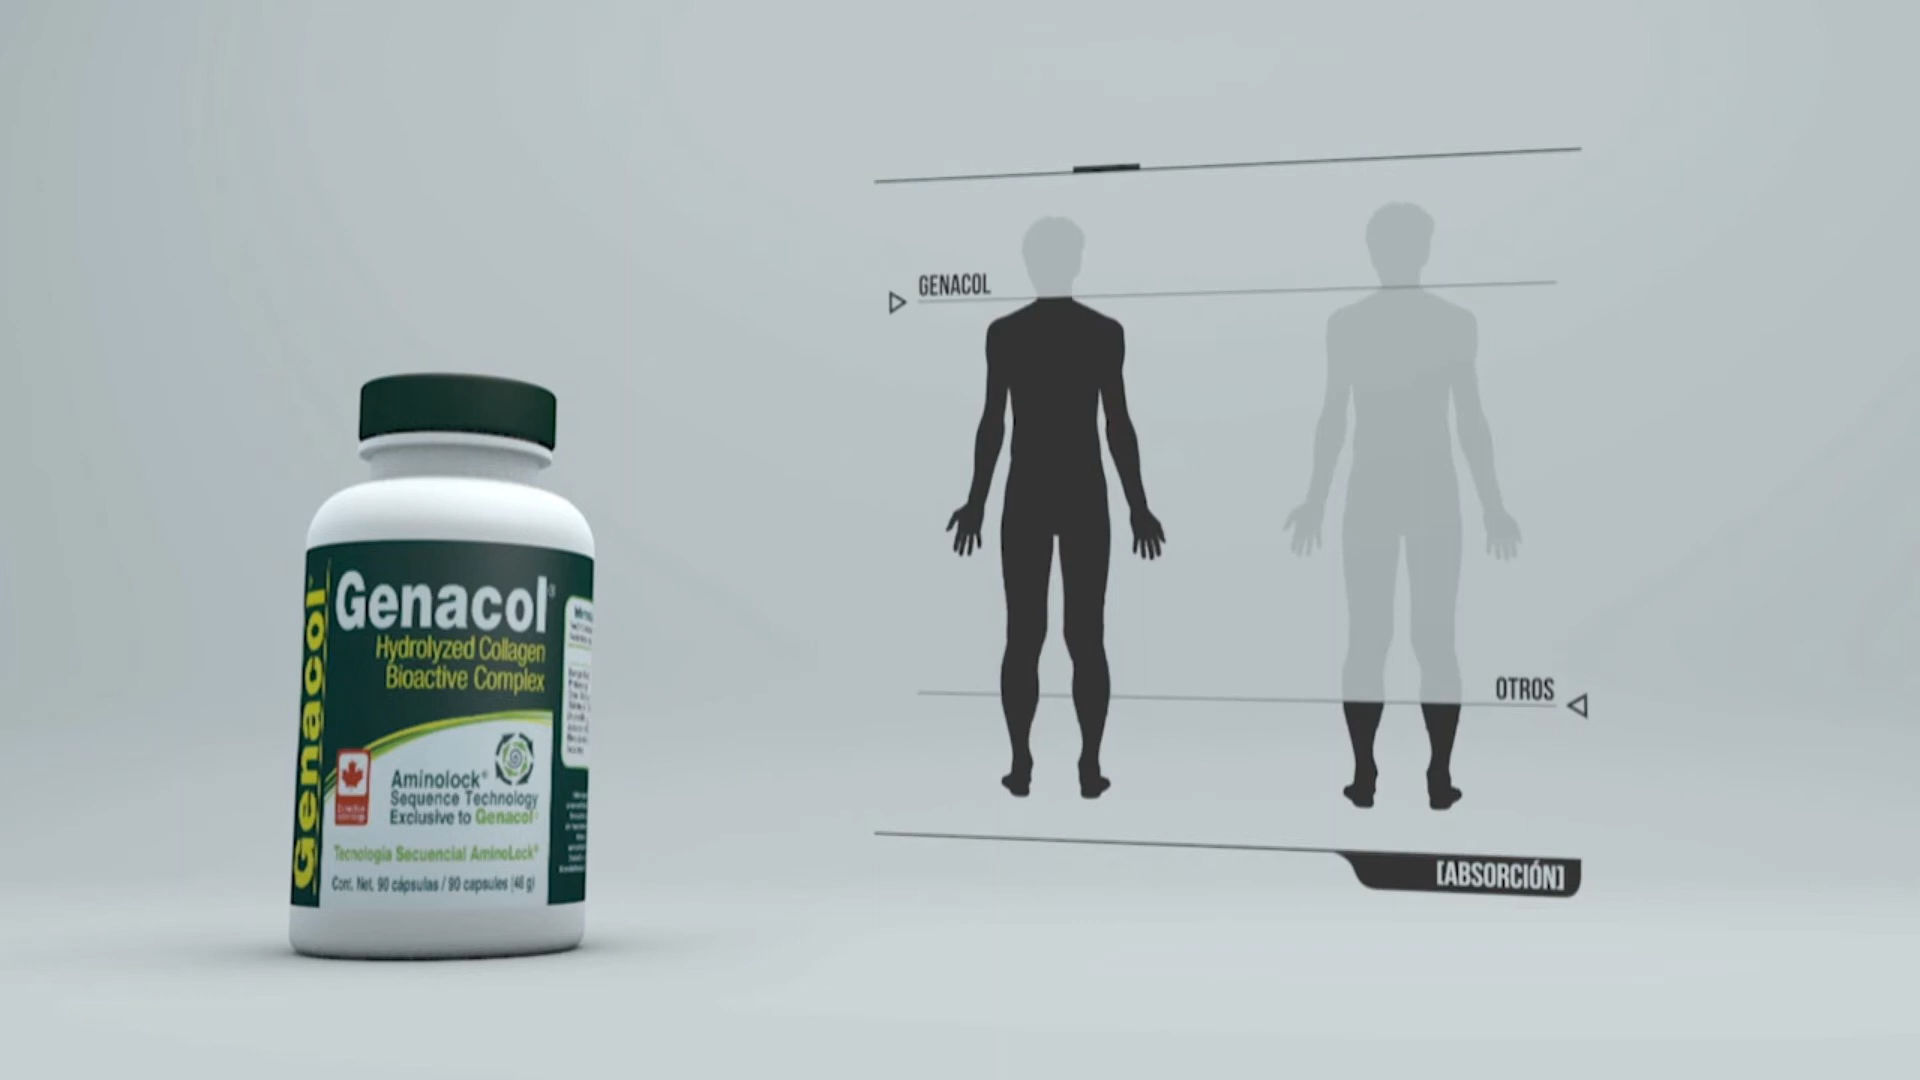 GENACOL
OTROS
[ABSORCIÓN]
Genacol
Genacol®
Hydrolyzed Collagen
Bioactive Complex
Aminolock®
Sequence Technology
Exclusive to Genacol®
Tecnología Secuencial AminoLock®
Cont. Net. 90 cápsulas / 90 capsules (46 g)